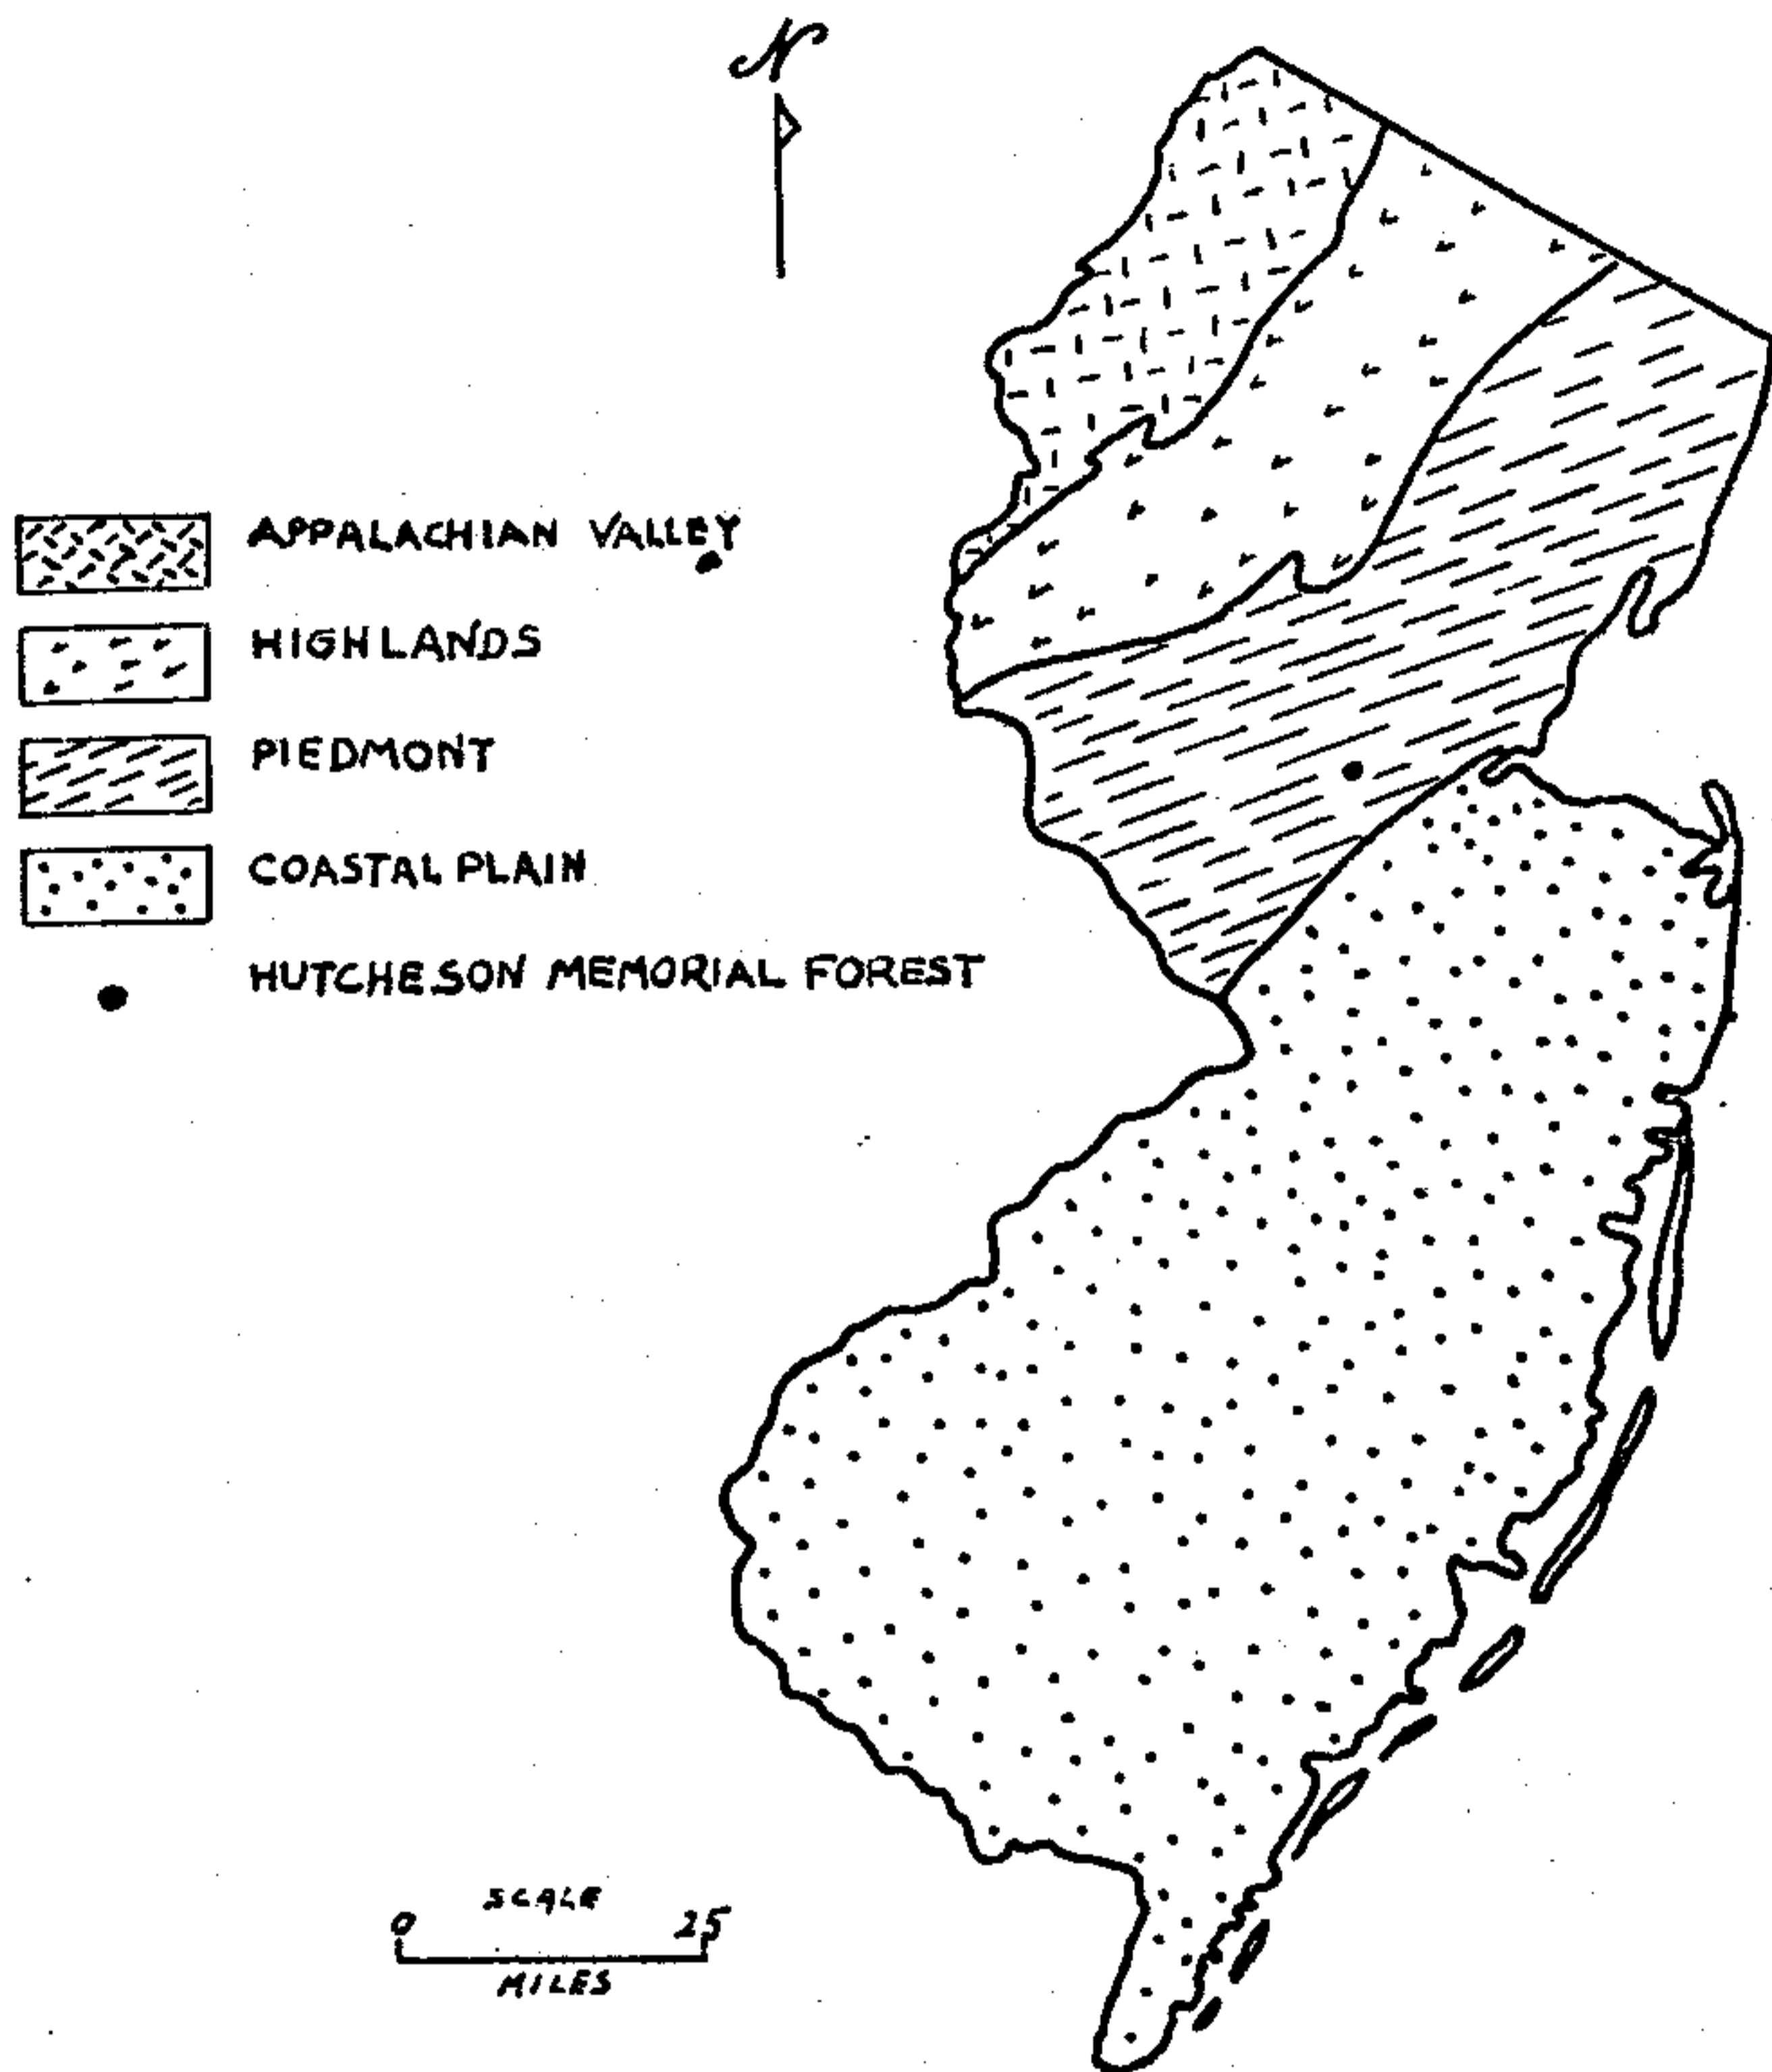 N
APPALACHIAN VALLEY
HIGHLANDS
PIEDMONT
COASTAL PLAIN
HUTCHESON MEMORIAL FOREST
SCALE
0 25
MILES